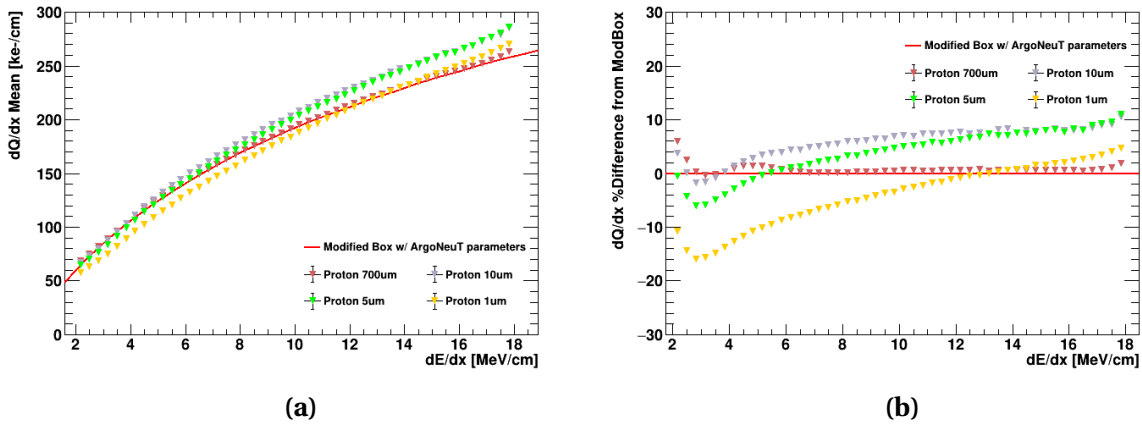 300
250
200
150
100
50
0
dQ/dx Mean [ke-/cm]
Modified Box w/ ArgoNeuT parameters
Proton 700um
Proton 10um
Proton 5um
Proton 1um
2 4 6 8 10 12 14 16 18
dE/dx [MeV/cm]
(a)
30
20
10
0
−10
−20
−30
dQ/dx %Difference from ModBox
Modified Box w/ ArgoNeuT parameters
Proton 700um
Proton 10um
Proton 5um
Proton 1um
2 4 6 8 10 12 14 16 18
dE/dx [MeV/cm]
(b)